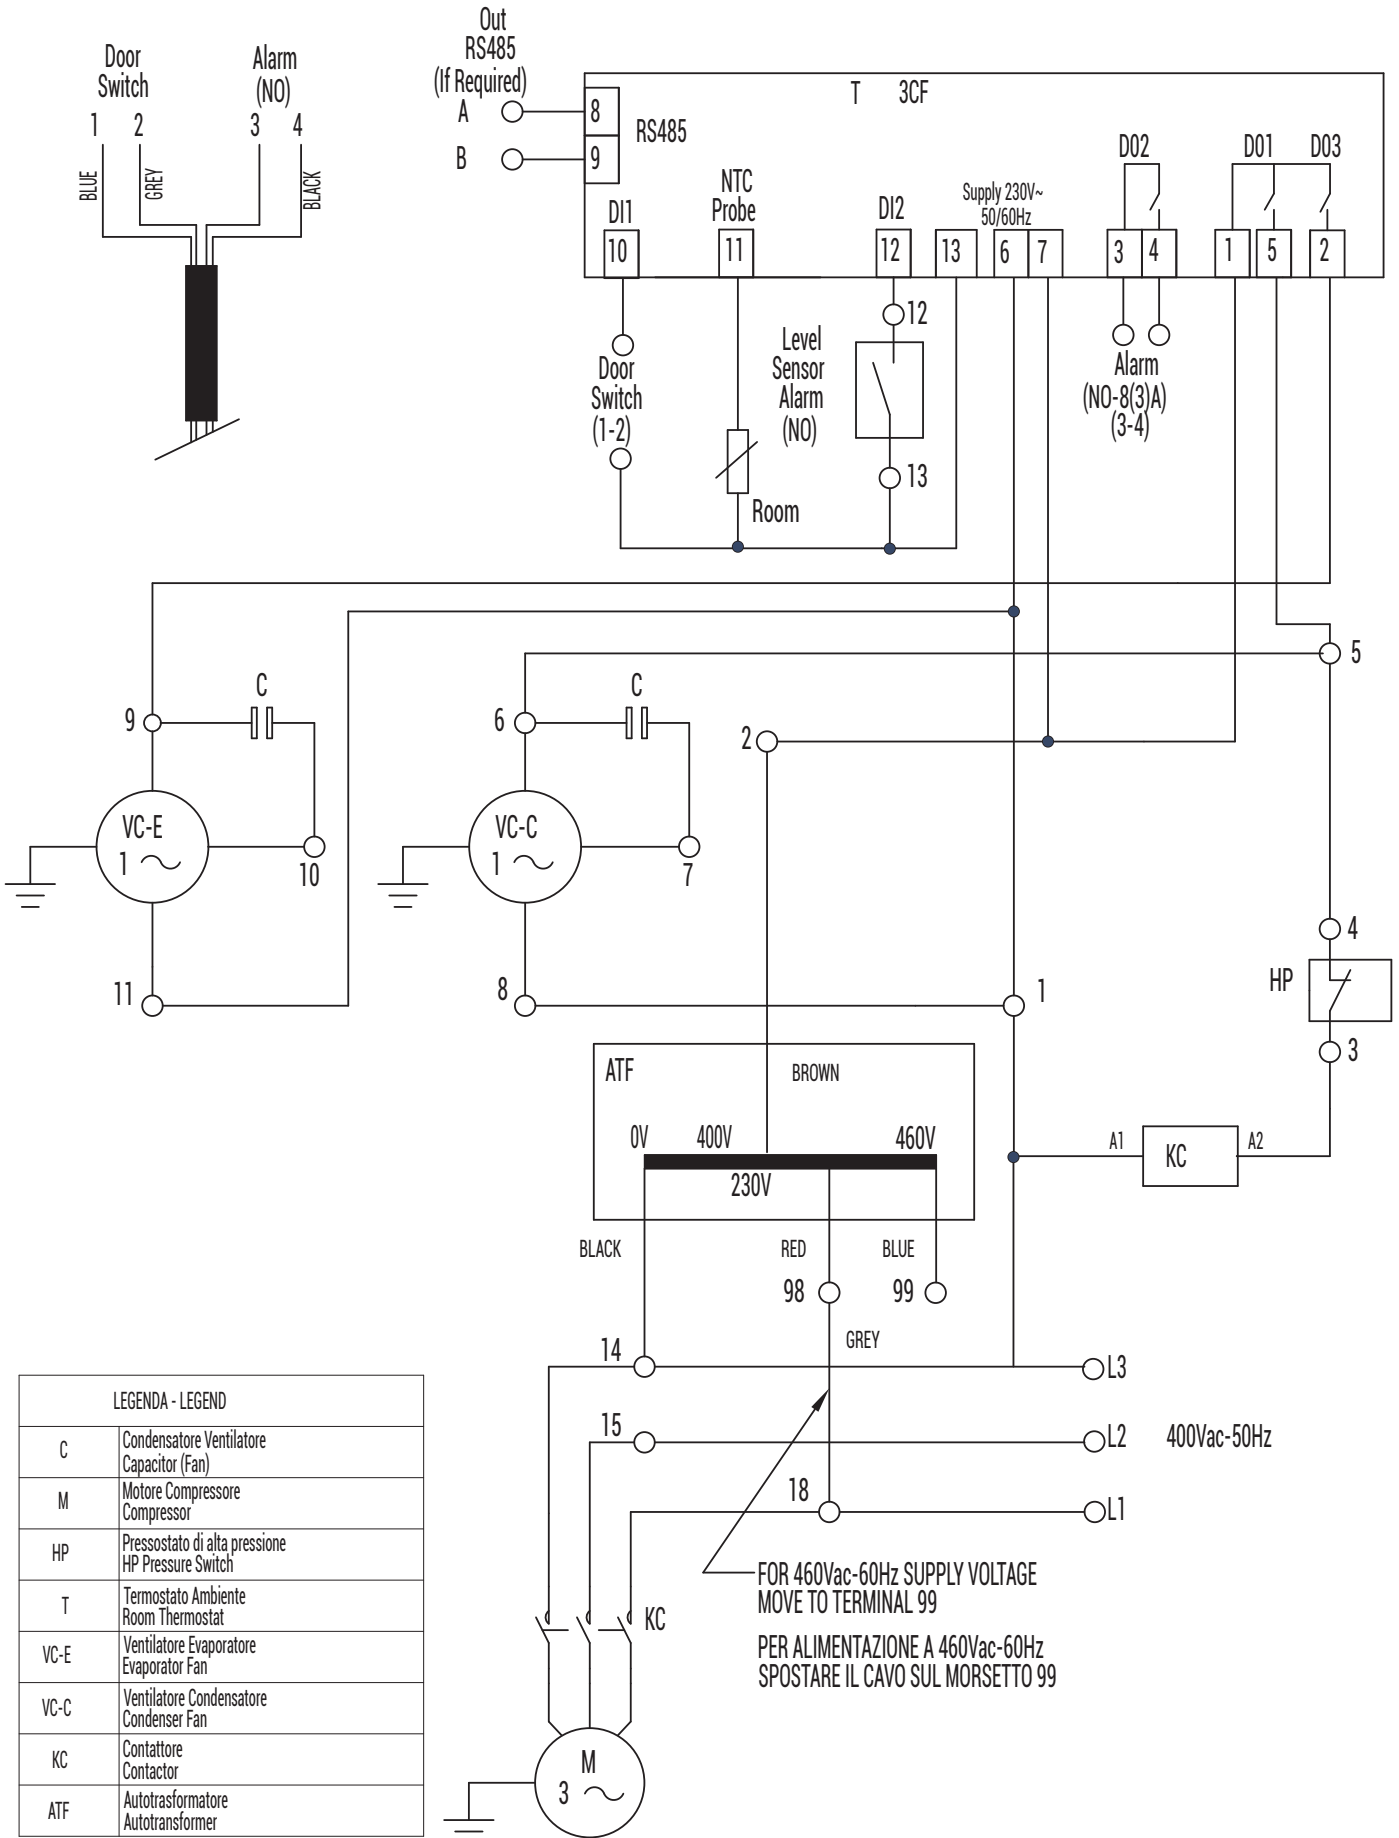 Out
RS485
(If Required)
Door
Switch
Alarm
(NO)
1 2 3 4
BLUE
GREY
BLACK
A
B
8
9
RS485
T 3CF
DI1
10
NTC
Probe
11
DI2
12
13
Supply 230V~
50/60Hz
6 7
DO2
3 4
DO1
1 5
DO3
2
12
Door
Switch
(1-2)
Level
Sensor
Alarm
(NO)
13
Alarm
(NO-8(3)A)
(3-4)
Room
5
9
C
6
C
2
VC-E
1
10
VC-C
1
7
11
8
1
4
HP
3
ATF
BROWN
0V 400V 460V
230V
A1 KC A2
BLACK RED BLUE
98 99
GREY
14
L3
15
L2 400Vac-50Hz
18
L1
FOR 460Vac-60Hz SUPPLY VOLTAGE
MOVE TO TERMINAL 99
PER ALIMENTAZIONE A 460Vac-60Hz
SPOSTARE IL CAVO SUL MORSETTO 99
KC
M
3
LEGENDA - LEGEND
C
Condensatore Ventilatore
Capacitor (Fan)
M
Motore Compressore
Compressor
HP
Pressostato di alta pressione
HP Pressure Switch
T
Termostato Ambiente
Room Thermostat
VC-E
Ventilatore Evaporatore
Evaporator Fan
VC-C
Ventilatore Condensatore
Condenser Fan
KC
Contattore
Contactor
ATF
Autotrasformatore
Autotransformer